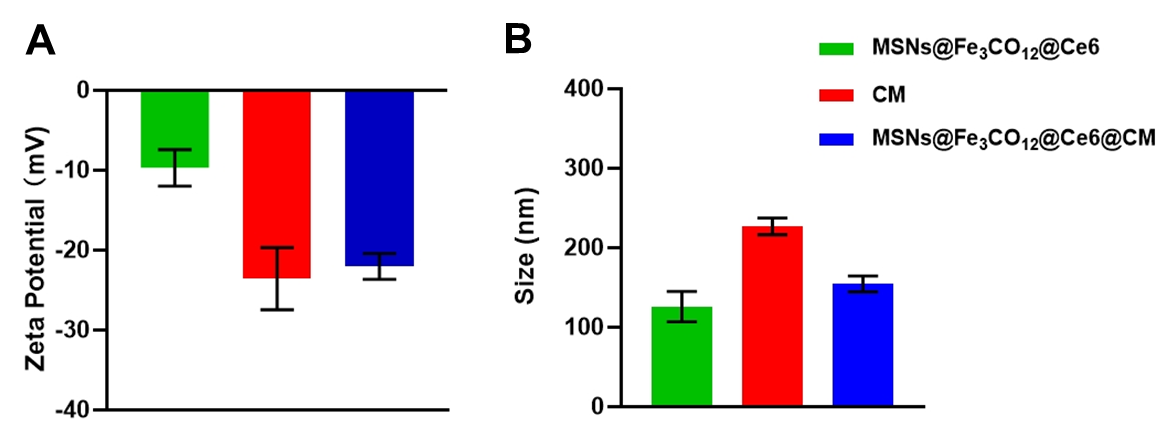 A
Zeta Potential (mV)
0
-10
-20
-30
-40
B
Size (nm)
400
300
200
100
0
MSNs@Fe₃CO₁₂@Ce6
CM
MSNs@Fe₃CO₁₂@Ce6@CM